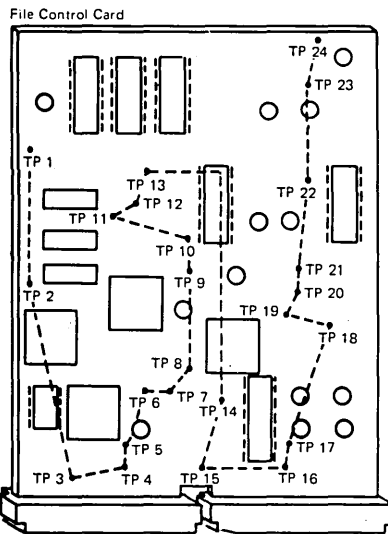 File Control Card
TP 24
TP 23
TP 1
TP 13
TP 22
TP 12
TP 11
TP 10
TP 21
TP 9
TP 20
TP 2
TP 19
TP 18
TP 8
TP 6
TP 7
TP 14
TP 5
TP 17
TP 3
TP 4
TP 15
TP 16